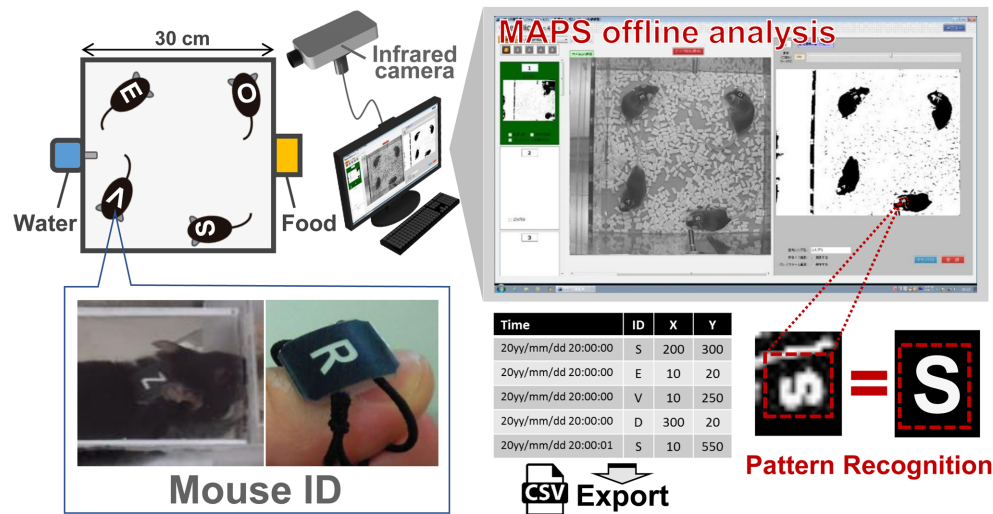 30 cm
Infrared
camera
MAPS offline analysis
E
O
V
S
Water
Food
1
2
3
Z
R
Mouse ID
Time ID X Y
20yy/mm/dd 20:00:00 S 200 300
20yy/mm/dd 20:00:00 E 10 20
20yy/mm/dd 20:00:00 V 10 250
20yy/mm/dd 20:00:00 D 300 20
20yy/mm/dd 20:00:01 S 10 550
CSV Export
S = S
Pattern Recognition